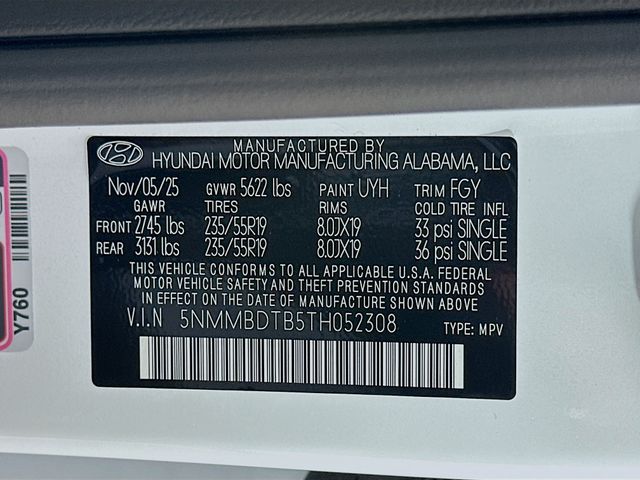 MANUFACTURED BY
HYUNDAI MOTOR MANUFACTURING ALABAMA, LLC
Nov/05/25 GVWR 5622 lbs PAINT UYH TRIM FGY
GAWR TIRES RIMS COLD TIRE INFL
FRONT 2745 lbs 235/55R19 8.0JX19 33 psi SINGLE
REAR 3131 lbs 235/55R19 8.0JX19 36 psi SINGLE
THIS VEHICLE CONFORMS TO ALL APPLICABLE U.S.A. FEDERAL
MOTOR VEHICLE SAFETY AND THEFT PREVENTION STANDARDS
IN EFFECT ON THE DATE OF MANUFACTURE SHOWN ABOVE.
V.I.N 5NMMBDTB5TH052308 TYPE: MPV
Y760